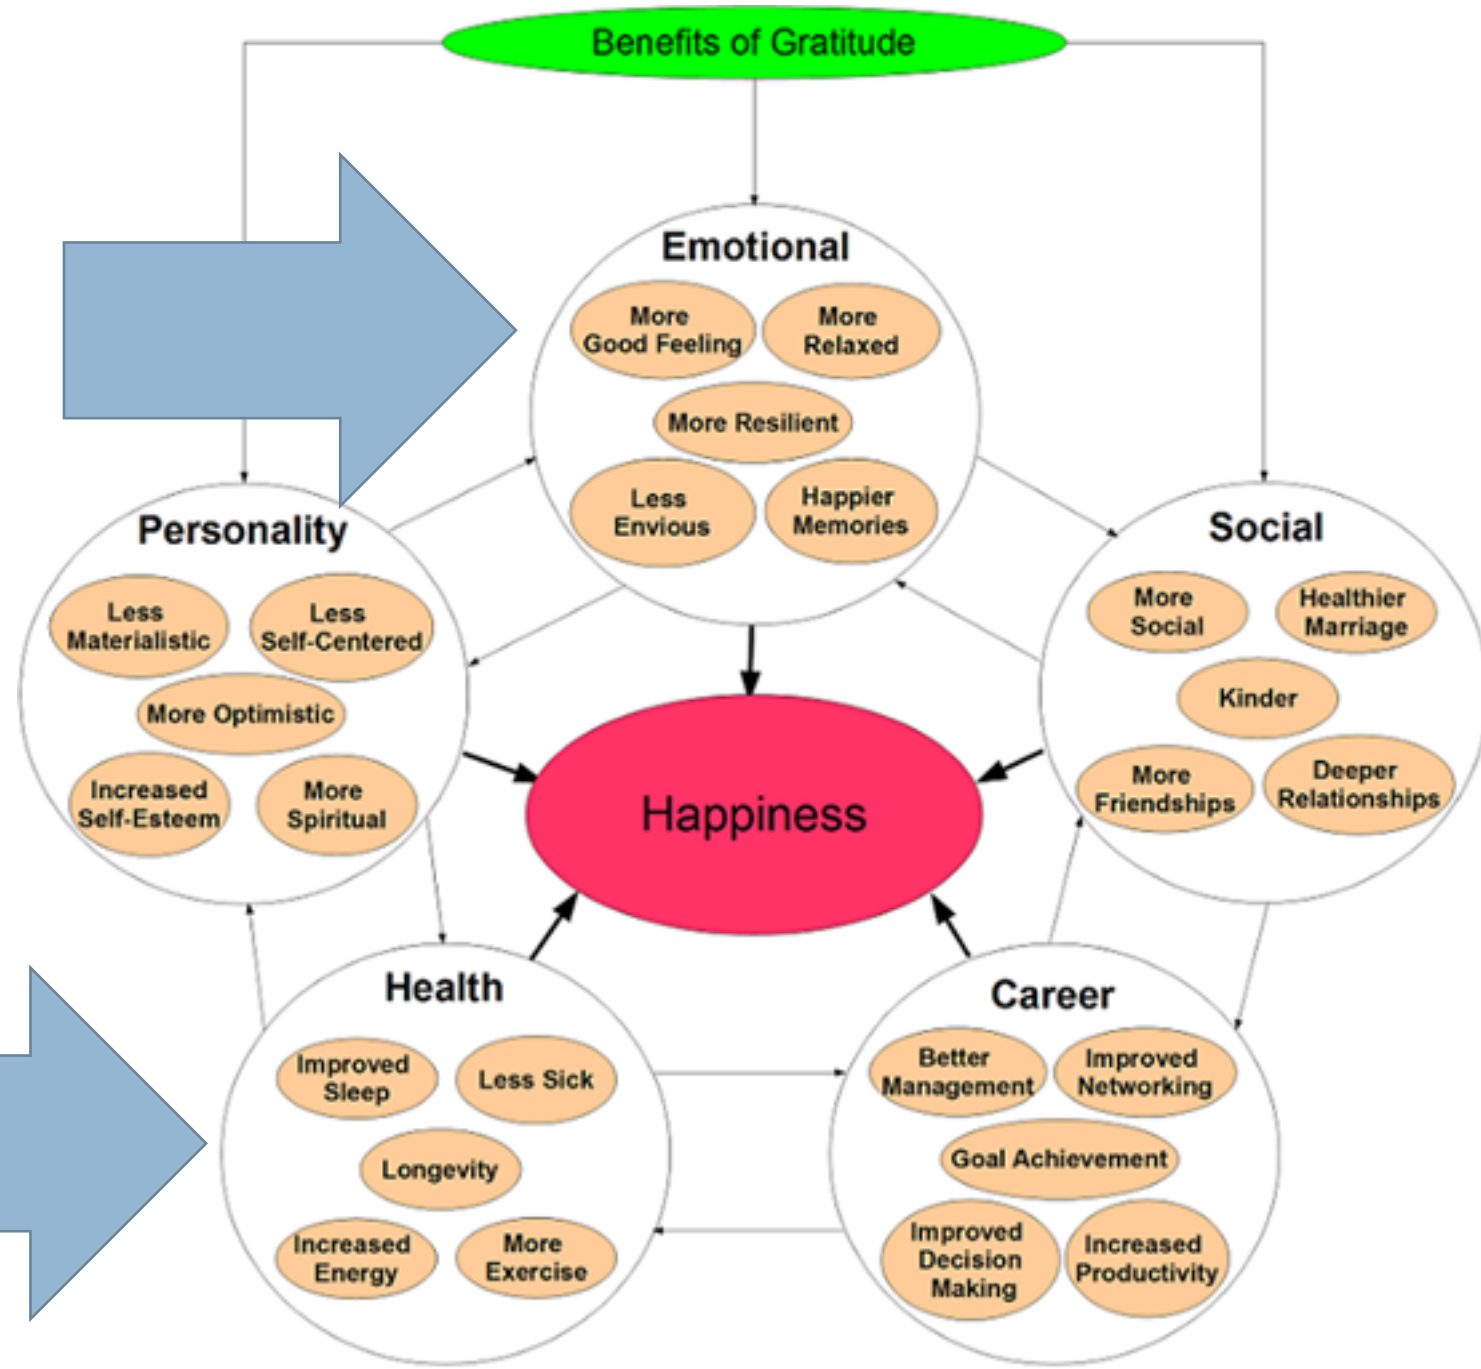 Benefits of Gratitude
Emotional
More
Good Feeling
More
Relaxed
More Resilient
Less
Envious
Happier
Memories
Personality
Less
Materialistic
Less
Self-Centered
More Optimistic
Increased
Self-Esteem
More
Spiritual
Social
More
Social
Healthier
Marriage
Kinder
More
Friendships
Deeper
Relationships
Happiness
Health
Improved
Sleep
Less Sick
Longevity
Increased
Energy
More
Exercise
Career
Better
Management
Improved
Networking
Goal Achievement
Improved
Decision
Making
Increased
Productivity